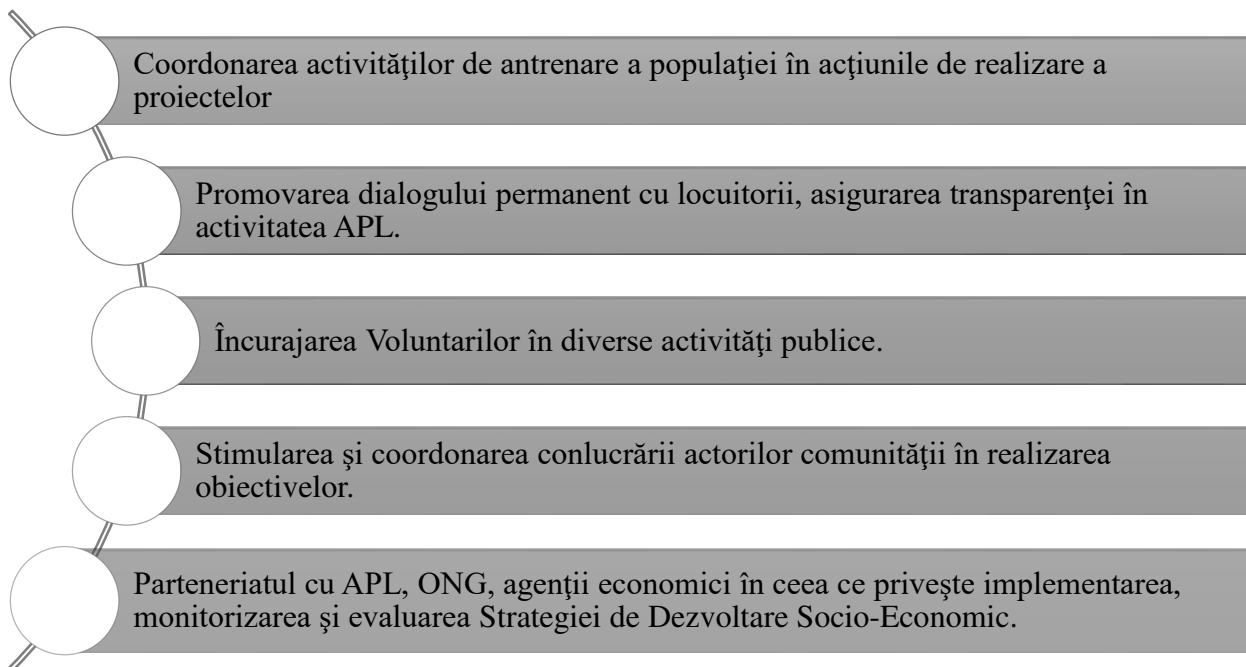 Coordonarea activităţilor de antrenare a populaţiei în acţiunile de realizare a
proiectelor
Promovarea dialogului permanent cu locuitorii, asigurarea transparenţei în
activitatea APL.
Încurajarea Voluntarilor în diverse activităţi publice.
Stimularea şi coordonarea conlucrării actorilor comunităţii în realizarea
obiectivelor.
Parteneriatul cu APL, ONG, agenţii economici în ceea ce priveşte implementarea,
monitorizarea şi evaluarea Strategiei de Dezvoltare Socio-Economic.